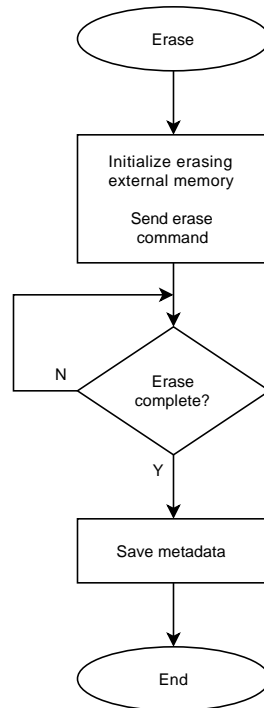 Erase
Initialize erasing
external memory
Send erase
command
Erase
complete?
N
Y
Save metadata
End